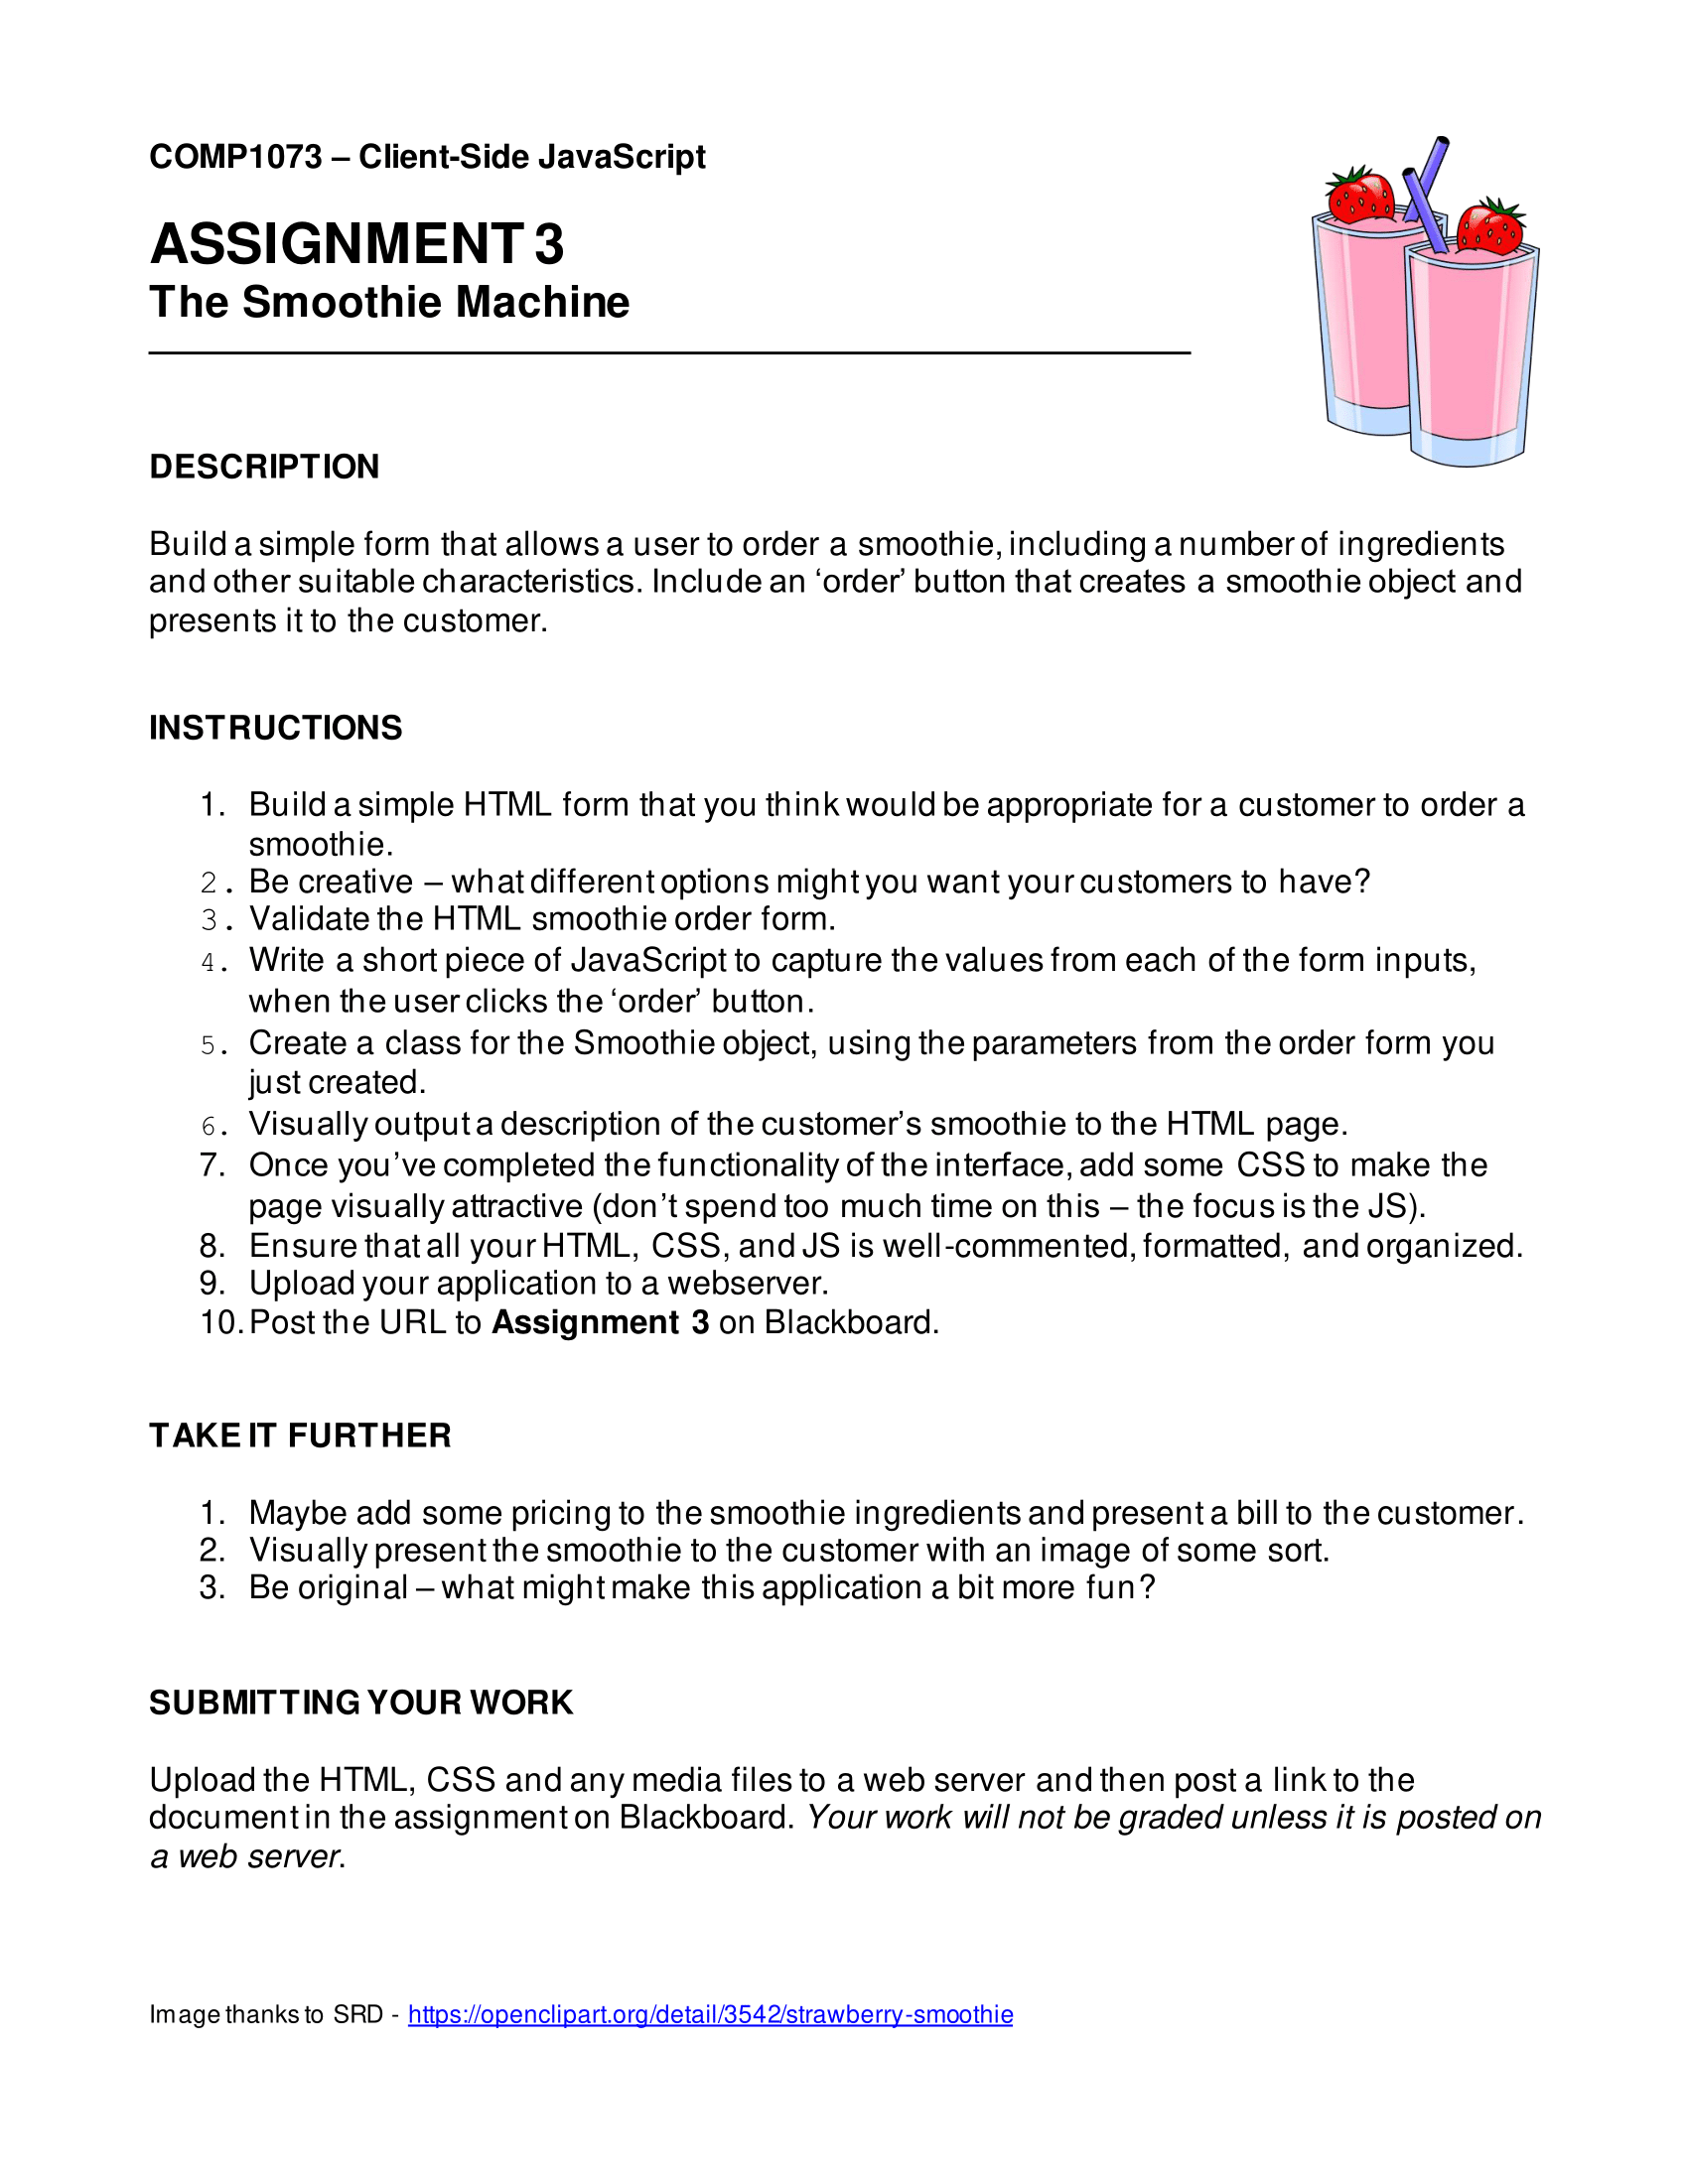 COMP1073 – Client-Side JavaScript
ASSIGNMENT 3
The Smoothie Machine
DESCRIPTION
Build a simple form that allows a user to order a smoothie, including a number of ingredients
and other suitable characteristics. Include an ‘order’ button that creates a smoothie object and
presents it to the customer.
INSTRUCTIONS
1. Build a simple HTML form that you think would be appropriate for a customer to order a
smoothie.
2. Be creative – what different options might you want your customers to have?
3. Validate the HTML smoothie order form.
4. Write a short piece of JavaScript to capture the values from each of the form inputs,
when the user clicks the ‘order’ button.
5. Create a class for the Smoothie object, using the parameters from the order form you
just created.
6. Visually output a description of the customer’s smoothie to the HTML page.
7. Once you’ve completed the functionality of the interface, add some CSS to make the
page visually attractive (don’t spend too much time on this – the focus is the JS).
8. Ensure that all your HTML, CSS, and JS is well-commented, formatted, and organized.
9. Upload your application to a webserver.
10. Post the URL to Assignment 3 on Blackboard.
TAKE IT FURTHER
1. Maybe add some pricing to the smoothie ingredients and present a bill to the customer.
2. Visually present the smoothie to the customer with an image of some sort.
3. Be original – what might make this application a bit more fun?
SUBMITTING YOUR WORK
Upload the HTML, CSS and any media files to a web server and then post a link to the
document in the assignment on Blackboard. Your work will not be graded unless it is posted on
a web server.
Image thanks to SRD - https://openclipart.org/detail/3542/strawberry-smoothie